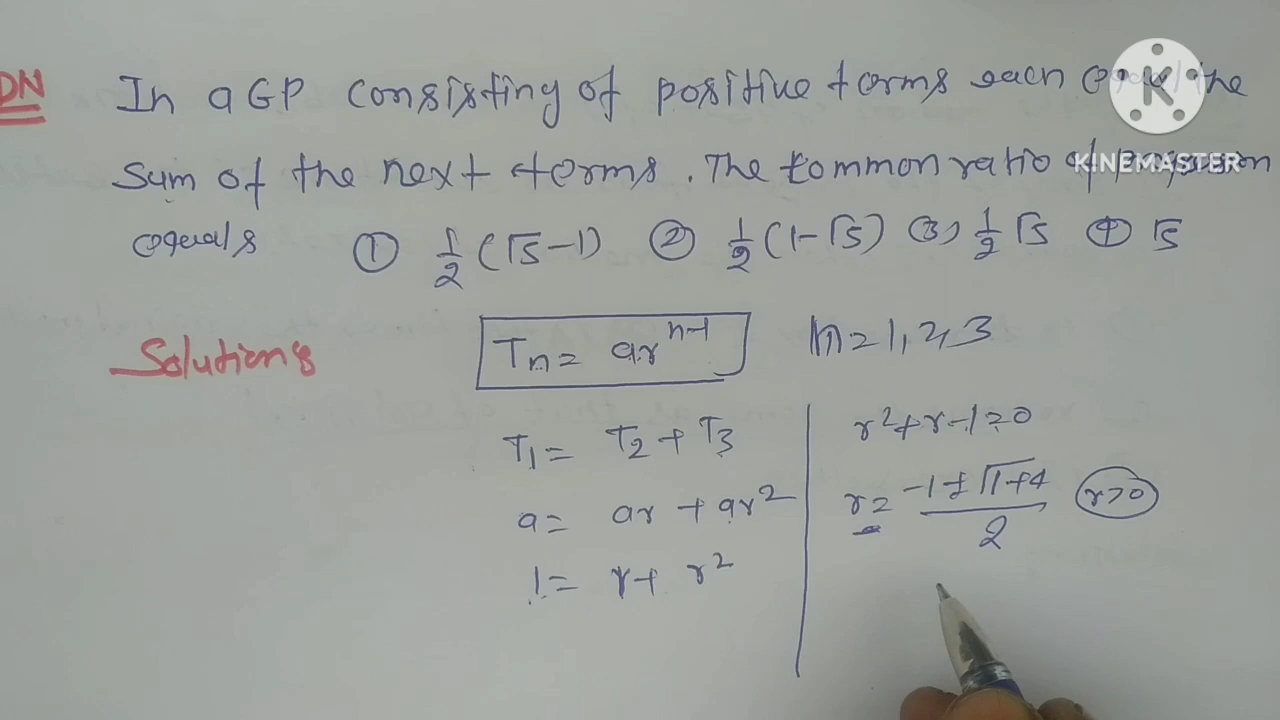 DN In a GP consisting of positive terms each equal the
sum of the next terms. The common ratio of progression
equals ① 1/2 (√5-1) ② 1/2 (1-√5) (3) 1/2 √5 ④ √5
KINEMASTER
Solutions
Tn = ar^(n-1) n=1,2,3
T1 = T2 + T3
a = ar + ar²
1 = r + r²
r²+r-1=0
r = (-1±√(1+4))/2 r>0